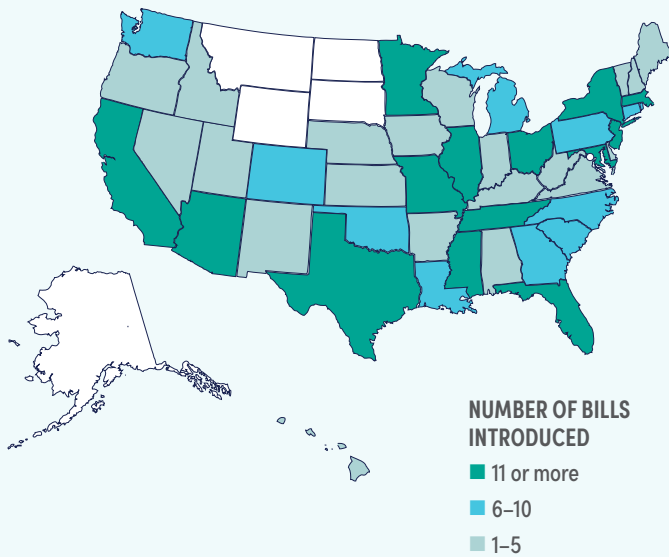 NUMBER OF BILLS
INTRODUCED
11 or more
6–10
1–5